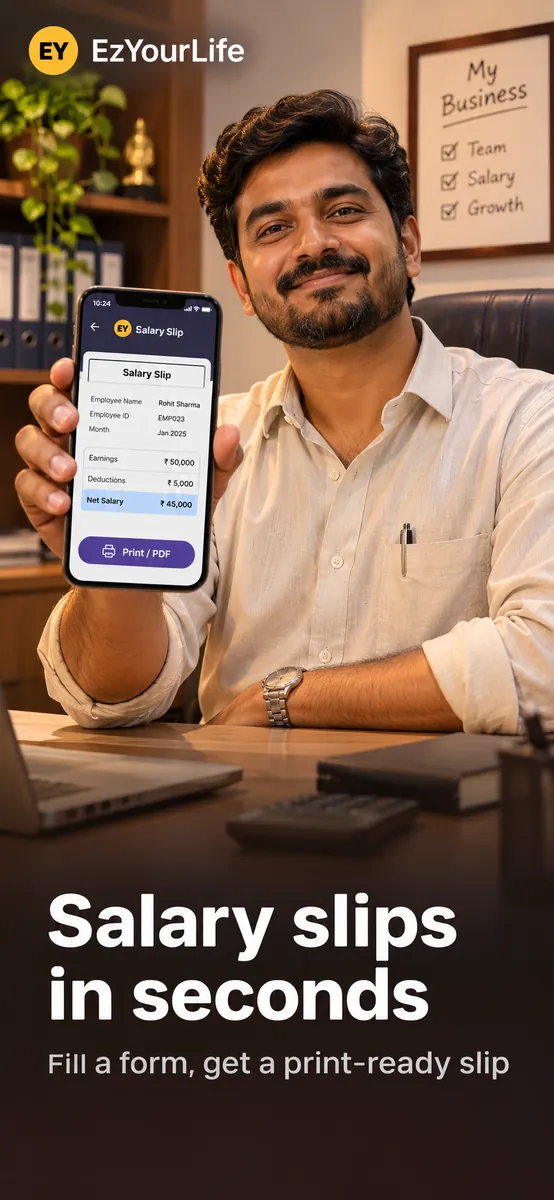 EY EzYourLife
My
Business
Team
Salary
Growth
10:24
EY Salary Slip
Salary Slip
Employee Name Rohit Sharma
Employee ID EMP023
Month Jan 2025
Earnings ₹ 50,000
Deductions ₹ 5,000
Net Salary ₹ 45,000
Print / PDF
Salary slips
in seconds
Fill a form, get a print-ready slip